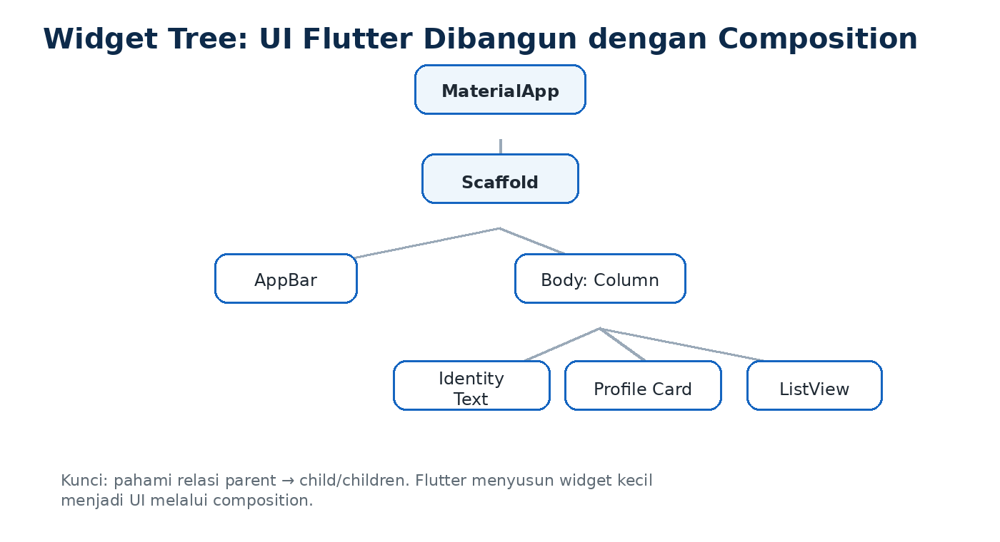 Widget Tree: UI Flutter Dibangun dengan Composition
MaterialApp
Scaffold
AppBar
Body: Column
Identity
Text
Profile Card
ListView
Kunci: pahami relasi parent → child/children. Flutter menyusun widget kecil
menjadi UI melalui composition.